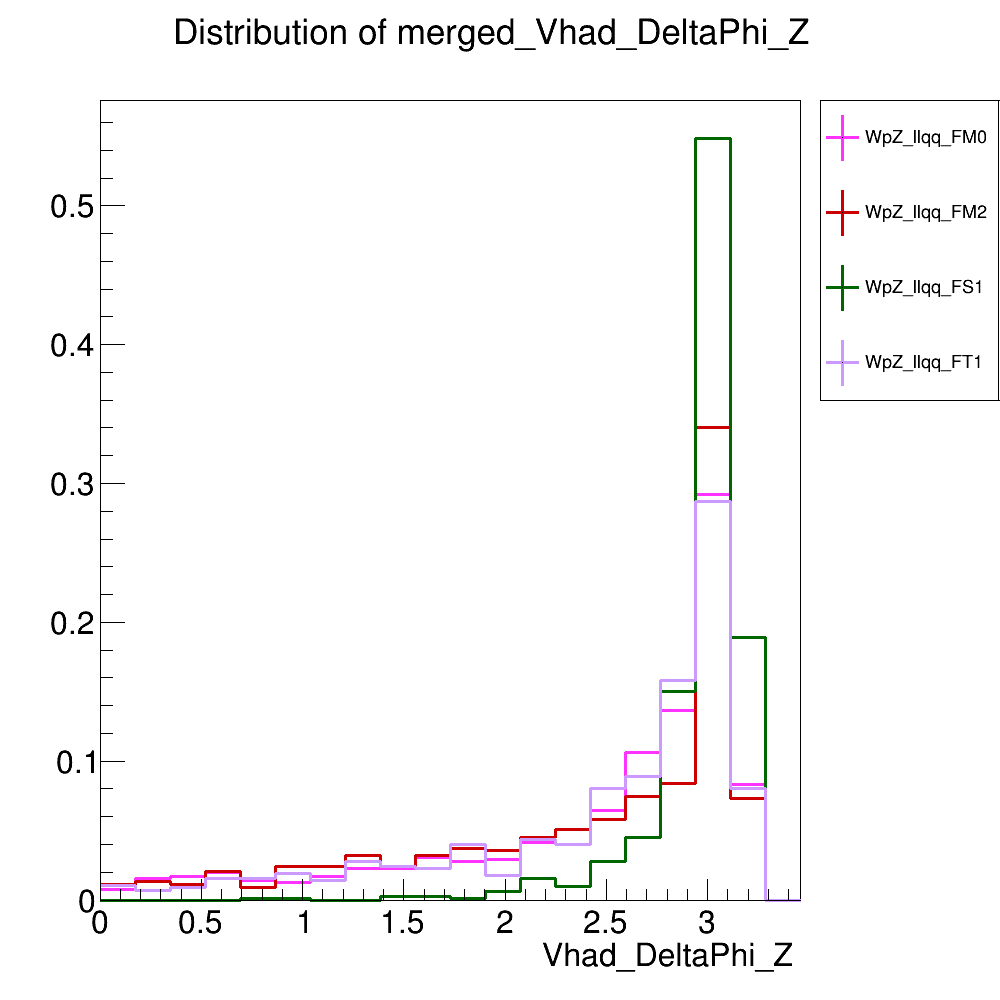 Distribution of merged_Vhad_DeltaPhi_Z
WpZ_llqq_FM0
WpZ_llqq_FM2
WpZ_llqq_FS1
WpZ_llqq_FT1
0.5
0.4
0.3
0.2
0.1
0
0 0.5 1 1.5 2 2.5 3
Vhad_DeltaPhi_Z